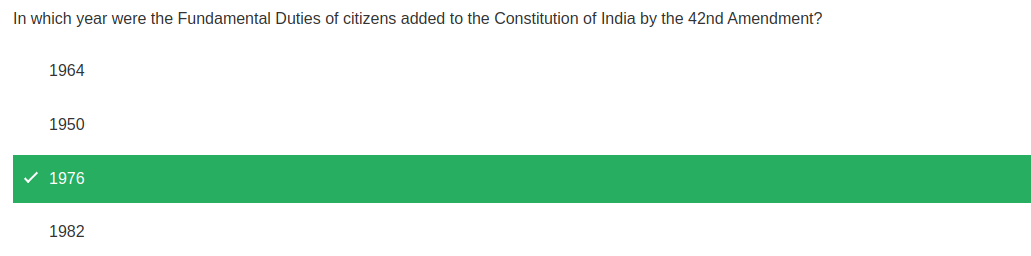 In which year were the Fundamental Duties of citizens added to the Constitution of India by the 42nd Amendment?
1964
1950
1976
1982